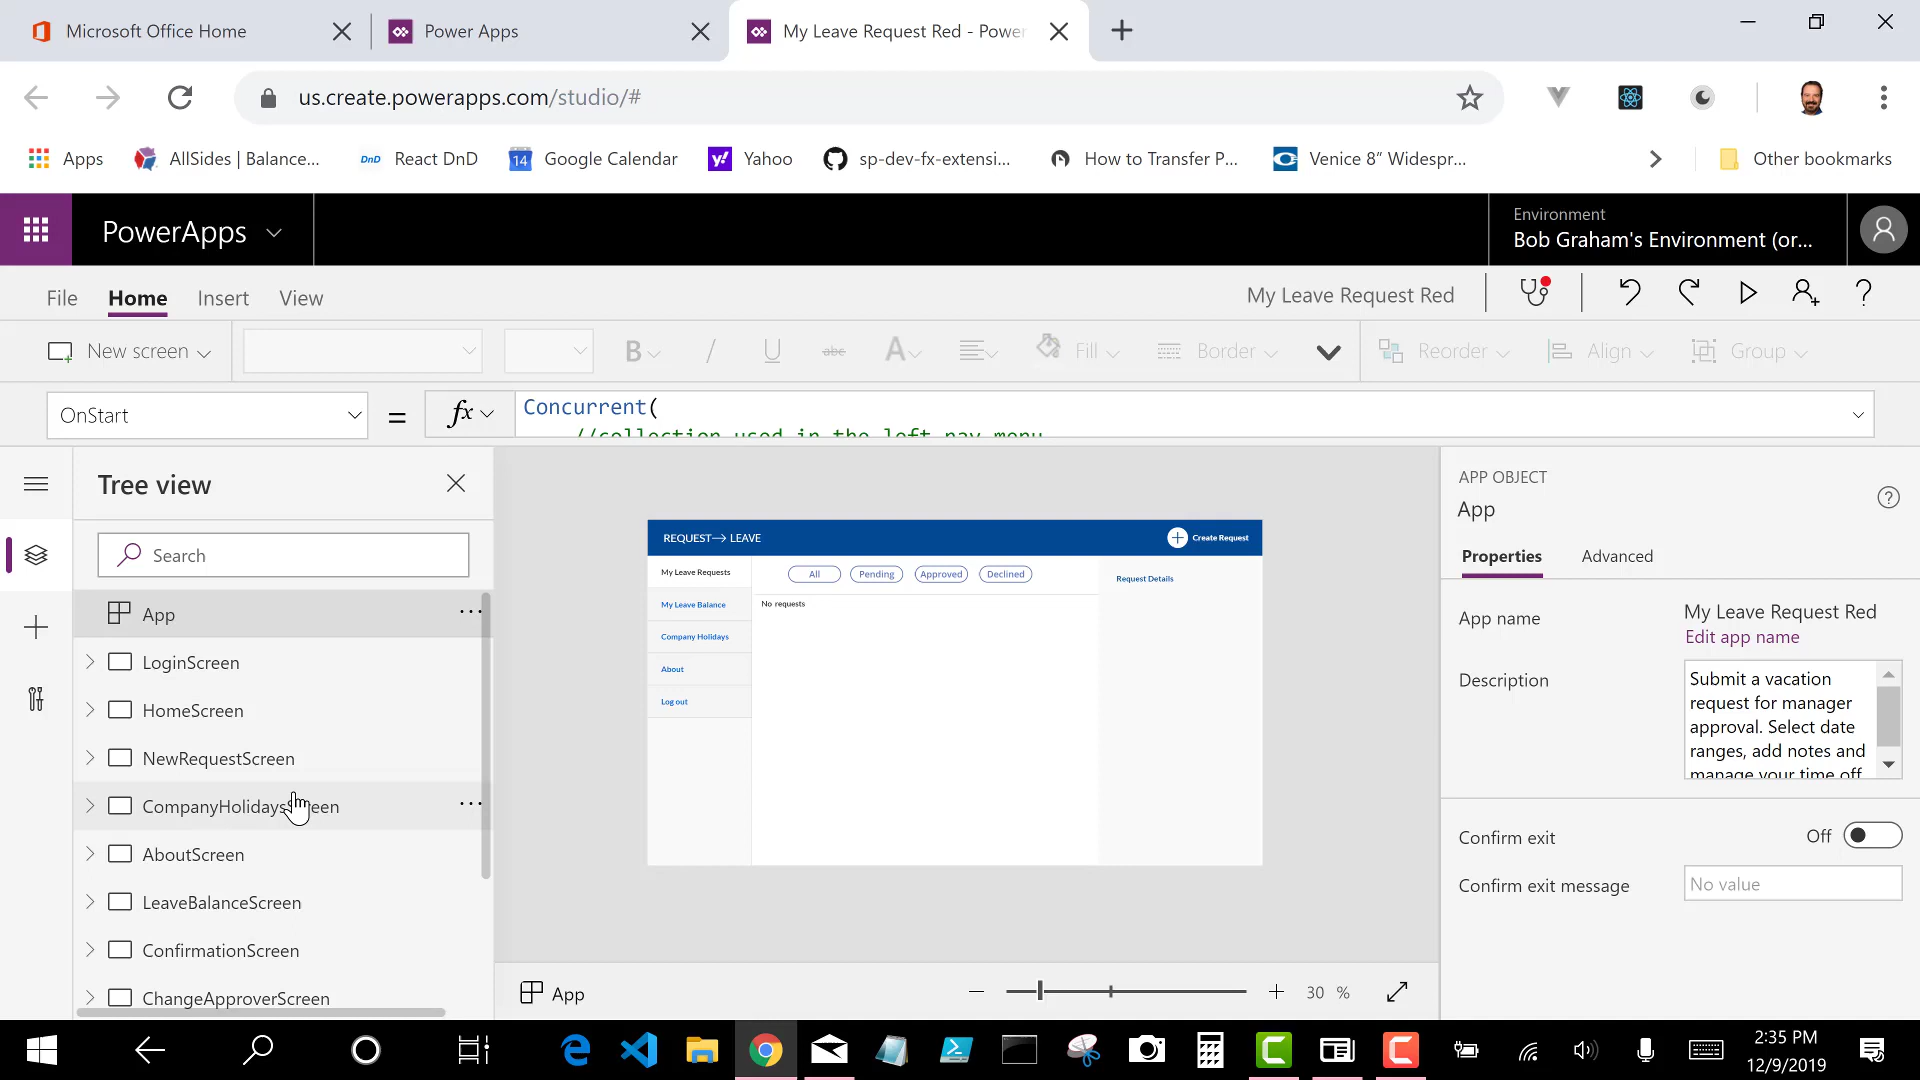 Microsoft Office Home
Power Apps
My Leave Request Red - Power
us.create.powerapps.com/studio/#
Apps
AllSides | Balance...
DnD
React DnD
14
Google Calendar
Yahoo
sp-dev-fx-extensi...
How to Transfer P...
Venice 8” Widespr...
Other bookmarks
PowerApps
Environment
Bob Graham's Environment (or...
File
Home
Insert
View
My Leave Request Red
New screen
B
/
U
abc
A
Fill
Border
Reorder
Align
Group
OnStart
=
fx
Concurrent(
//collection used in the left nav menu
Tree view
Search
App
LoginScreen
HomeScreen
NewRequestScreen
CompanyHolidaysScreen
AboutScreen
LeaveBalanceScreen
ConfirmationScreen
ChangeApproverScreen
REQUEST→ LEAVE
Create Request
My Leave Requests
My Leave Balance
Company Holidays
About
Log out
All
Pending
Approved
Declined
No requests
Request Details
App
30 %
APP OBJECT
App
Properties
Advanced
App name
My Leave Request Red
Edit app name
Description
Submit a vacation
request for manager
approval. Select date
ranges, add notes and
manage your time off
Confirm exit
Off
Confirm exit message
No value
2:35 PM
12/9/2019